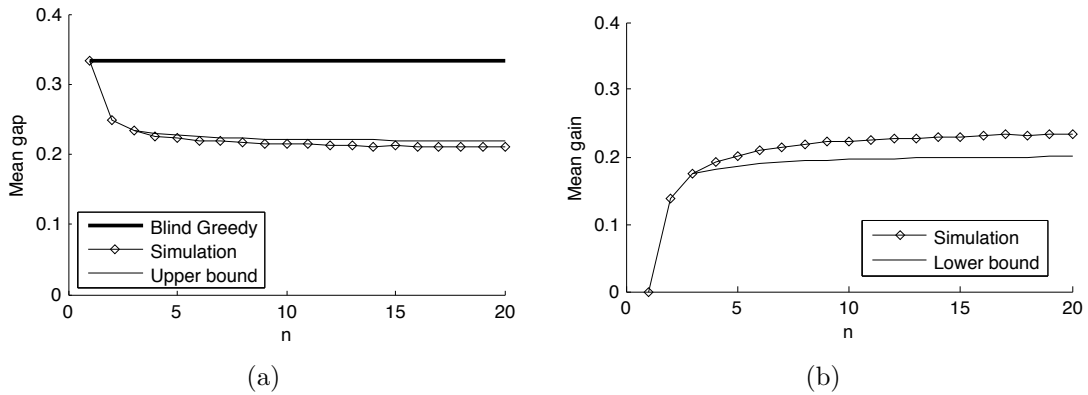 0.4
0.3
0.2
0.1
0
Mean gap
Blind Greedy
Simulation
Upper bound
0 5 10 15 20
n
(a)
0.4
0.3
0.2
0.1
0
Mean gain
Simulation
Lower bound
0 5 10 15 20
n
(b)